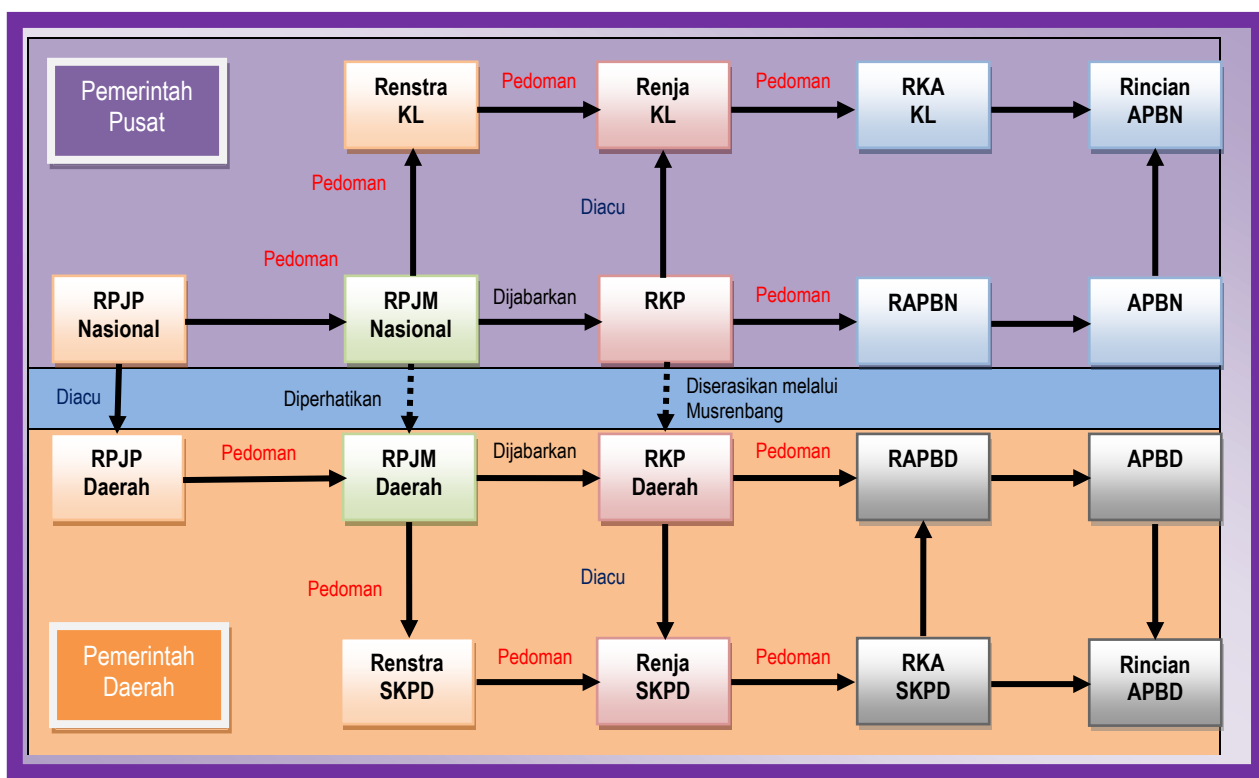 Pemerintah
Pusat
Renstra
KL
Pedoman
Renja
KL
Pedoman
RKA
KL
Rincian
APBN
Pedoman
Diacu
Pedoman
RPJP
Nasional
RPJM
Nasional
Dijabarkan
RKP
Pedoman
RAPBN
APBN
Diacu
Diperhatikan
Diserasikan melalui
Musrenbang
RPJP
Daerah
Pedoman
RPJM
Daerah
Dijabarkan
RKP
Daerah
Pedoman
RAPBD
APBD
Pedoman
Diacu
Pemerintah
Daerah
Renstra
SKPD
Pedoman
Renja
SKPD
Pedoman
RKA
SKPD
Rincian
APBD